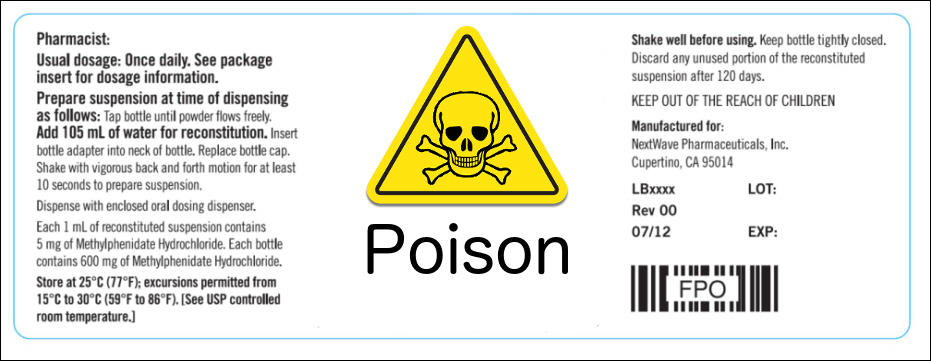 Pharmacist:
Usual dosage: Once daily. See package
insert for dosage information.
Prepare suspension at time of dispensing
as follows: Tap bottle until powder flows freely.
Add 105 mL of water for reconstitution. Insert
bottle adapter into neck of bottle. Replace bottle cap.
Shake with vigorous back and forth motion for at least
10 seconds to prepare suspension.
Dispense with enclosed oral dosing dispenser.
Each 1 mL of reconstituted suspension contains
5 mg of Methylphenidate Hydrochloride. Each bottle
contains 600 mg of Methylphenidate Hydrochloride.
Store at 25°C (77°F); excursions permitted from
15°C to 30°C (59°F to 86°F). [See USP controlled
room temperature.]
Poison
Shake well before using. Keep bottle tightly closed.
Discard any unused portion of the reconstituted
suspension after 120 days.
KEEP OUT OF THE REACH OF CHILDREN
Manufactured for:
NextWave Pharmaceuticals, Inc.
Cupertino, CA 95014
LBxxxx LOT:
Rev 00
07/12 EXP:
FPO